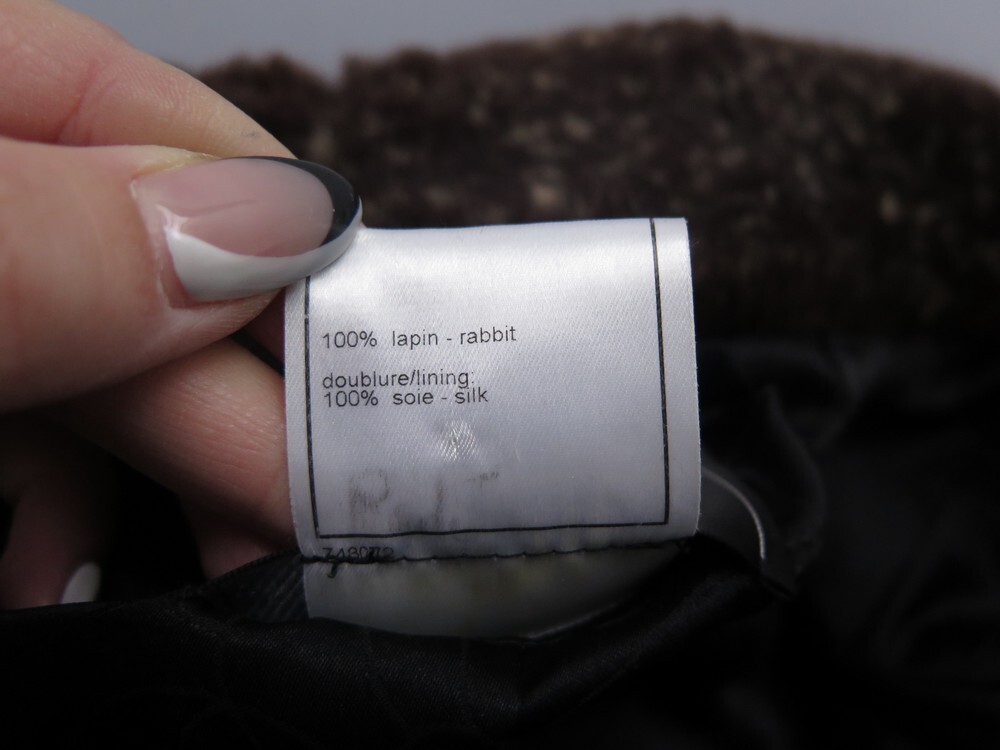 100% lapin - rabbit
doublure/lining:
100% soie - silk